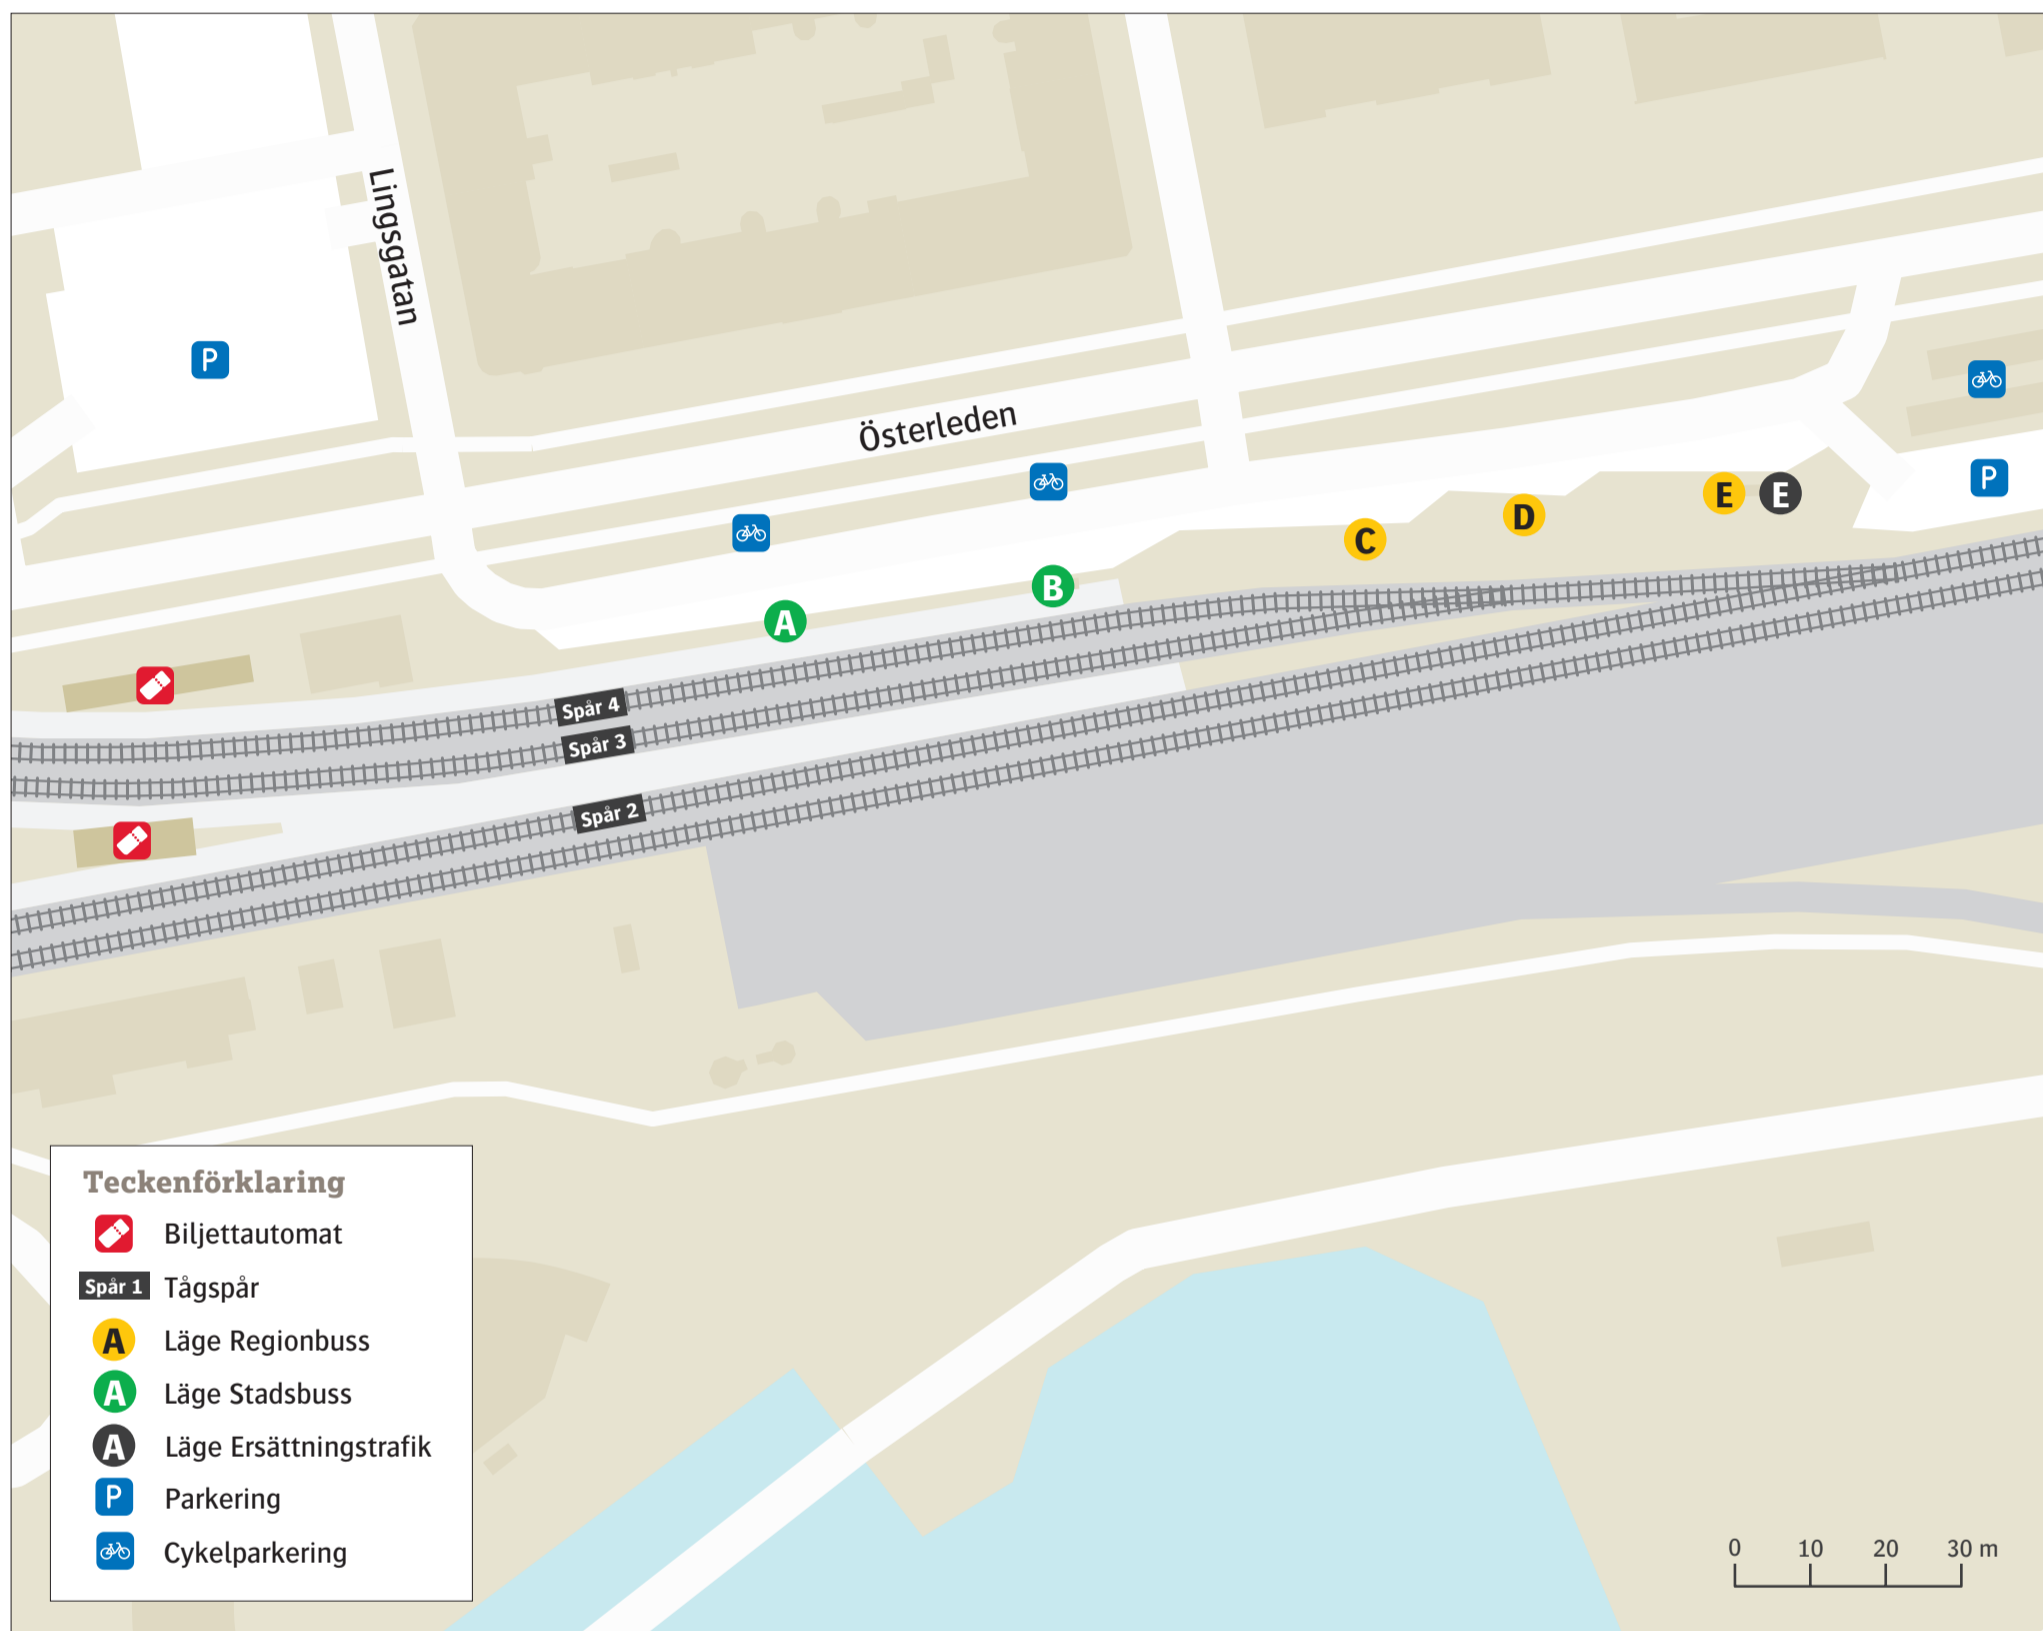 Lingsgatan
P
Österleden
P
E
E
D
C
B
A
Spår 4
Spår 3
Spår 2
Teckenförklaring
Biljettautomat
Spår 1 Tågspår
A Läge Regionbuss
A Läge Stadsbuss
A Läge Ersättningstrafik
P Parkering
Cykelparkering
0 10 20 30 m